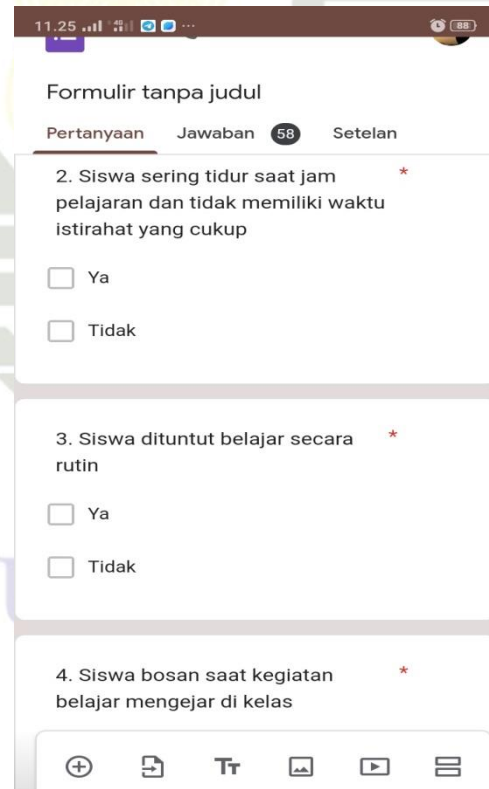 11.25
88
Formulir tanpa judul
Pertanyaan Jawaban 58 Setelan
2. Siswa sering tidur saat jam *
pelajaran dan tidak memiliki waktu
istirahat yang cukup
Ya
Tidak
3. Siswa dituntut belajar secara *
rutin
Ya
Tidak
4. Siswa bosan saat kegiatan *
belajar mengejar di kelas
Tт